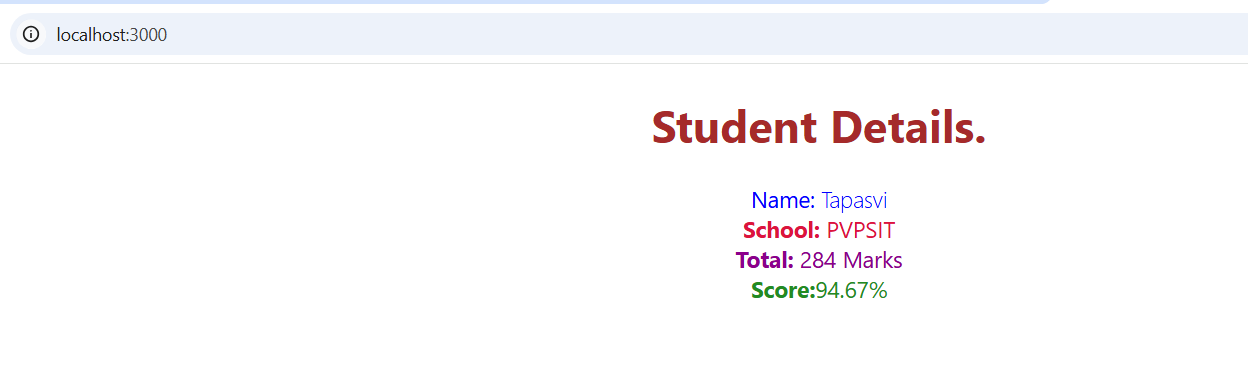 localhost:3000
Student Details.
Name: Tapasvi
School: PVPSIT
Total: 284 Marks
Score:94.67%